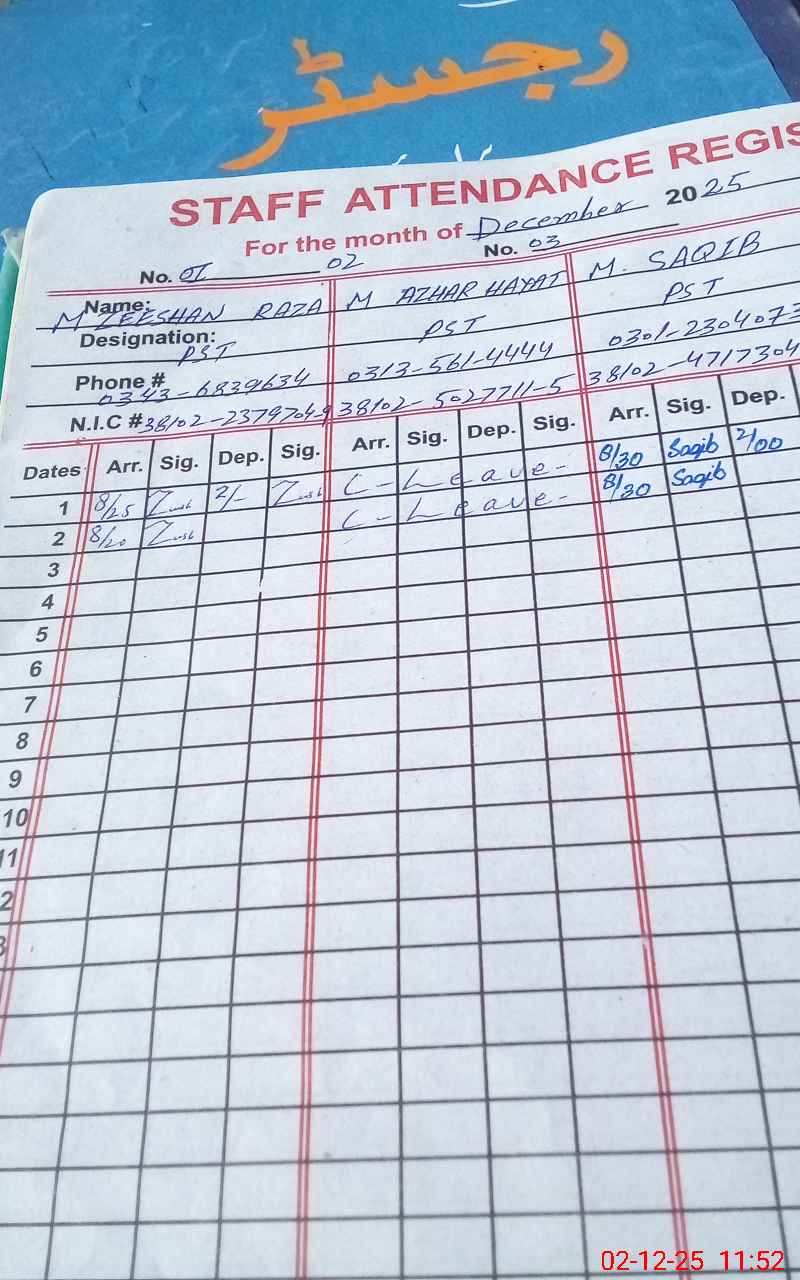 رجسٹر
STAFF ATTENDANCE REGIS
For the month of December 2025
No. 01 02 No. 03
Name: M ZEESHAN RAZA M AZHAR HAYAT M. SAQIB
Designation: PST PST PST
Phone # 0343-6839634 0313-561-4444 0301-2304073
N.I.C # 38102-2379704-9 38102-5027711-5 38102-4717304
Dates Arr. Sig. Dep. Sig. Arr. Sig. Dep. Sig. Arr. Sig. Dep.
1 8/25 2/- C-Leave- 8/30 Saqib 2/00
2 8/20 C-Leave- 8/30 Saqib
3
4
5
6
7
8
9
10
11
2
3
02-12-25 11:52